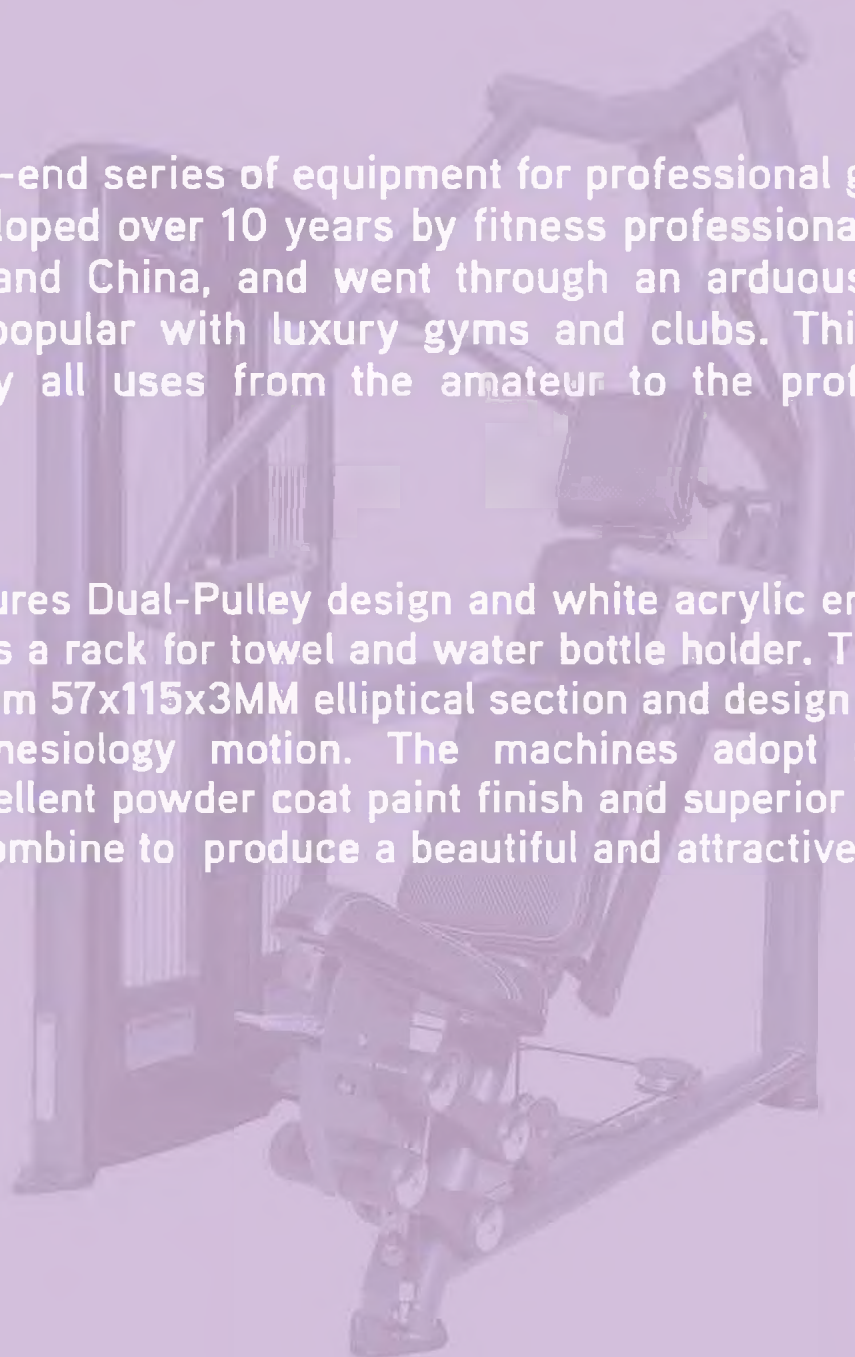 -end series of equipment for professional g
loped over 10 years by fitness professiona
and China, and went through an arduous
popular with luxury gyms and clubs. Thi
y all uses from the amateur to the prof
ures Dual-Pulley design and white acrylic en
s a rack for towel and water bottle holder. T
m 57x115x3MM elliptical section and design
nesiology motion. The machines adopt
ellent powder coat paint finish and superior
ombine to produce a beautiful and attractive